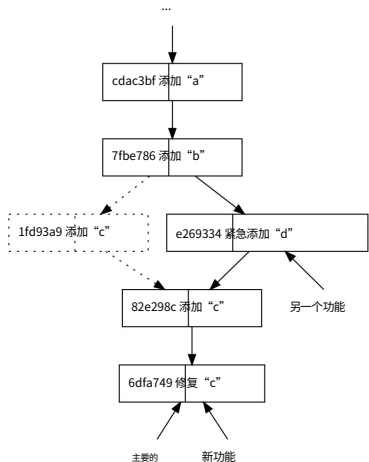 ...
cdac3bf 添加“a”
7fbe786 添加“b”
1fd93a9 添加“c”
e269334 紧急添加“d”
82e298c 添加“c”
另一个功能
6dfa749 修复“c”
主要的
新功能